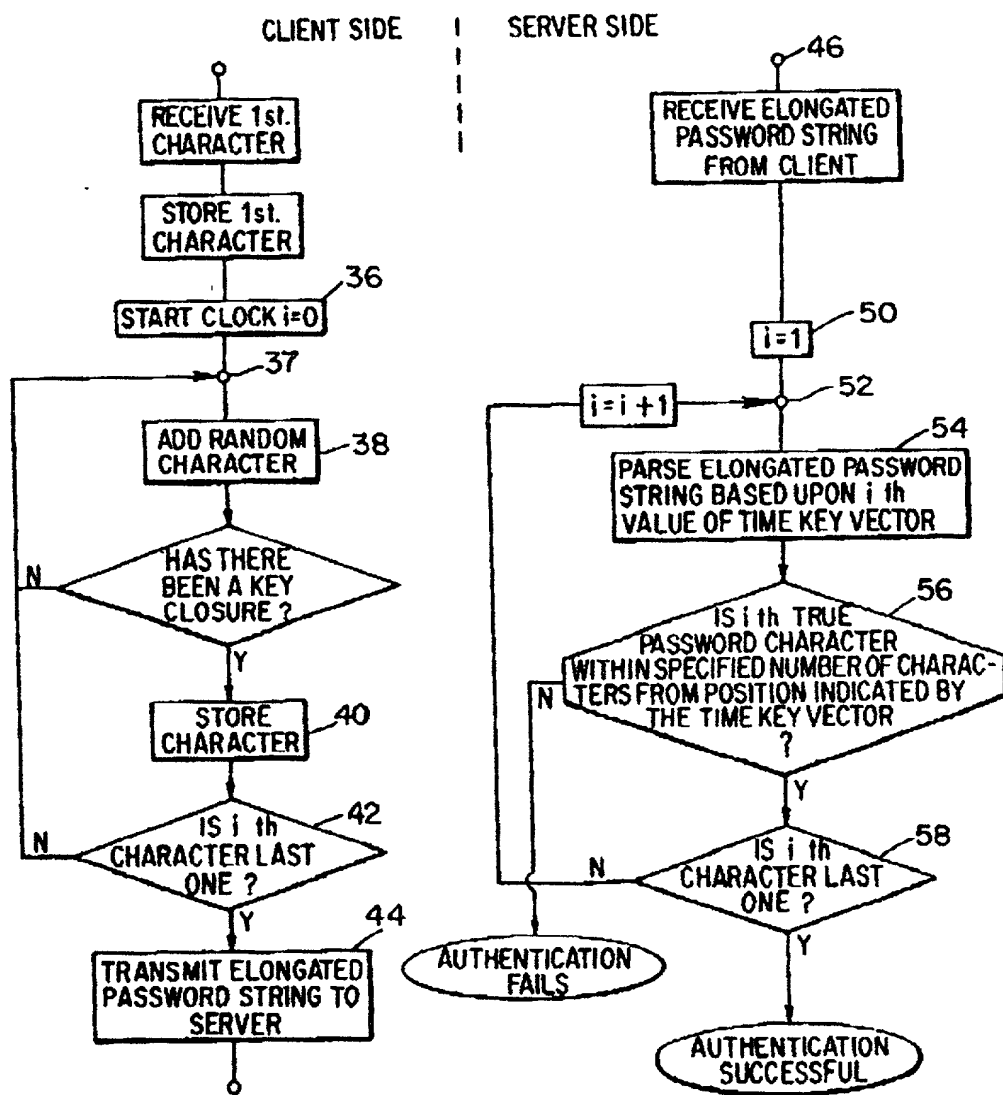 CLIENT SIDE
SERVER SIDE
RECEIVE 1st.
CHARACTER
STORE 1st.
CHARACTER
36
START CLOCK i=0
37
ADD RANDOM
CHARACTER
38
HAS THERE
BEEN A KEY
CLOSURE ?
N
Y
STORE
CHARACTER
40
42
IS i th
CHARACTER LAST
ONE ?
N
Y
44
TRANSMIT ELONGATED
PASSWORD STRING TO
SERVER
46
RECEIVE ELONGATED
PASSWORD STRING
FROM CLIENT
50
i=1
i=i+1
52
54
PARSE ELONGATED PASSWORD
STRING BASED UPON i th
VALUE OF TIME KEY VECTOR
56
IS i th TRUE
PASSWORD CHARACTER
WITHIN SPECIFIED NUMBER OF CHARAC-
TERS FROM POSITION INDICATED BY
THE TIME KEY VECTOR
?
N
Y
58
IS i th
CHARACTER LAST
ONE ?
N
Y
AUTHENTICATION
FAILS
AUTHENTICATION
SUCCESSFUL